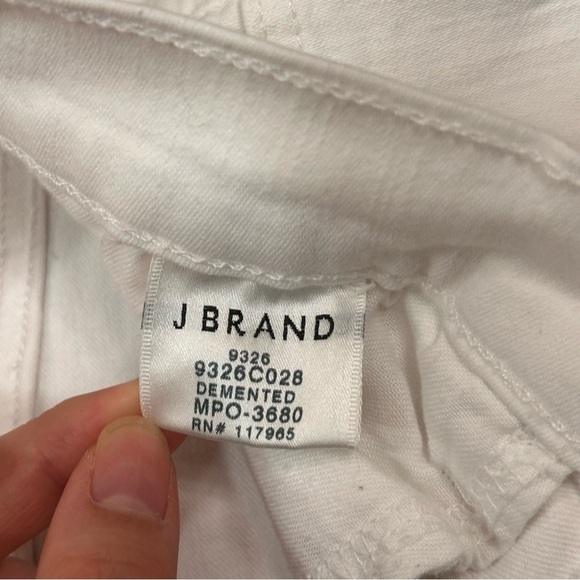 J BRAND
9326
9326C028
DEMENTED
MPO-3680
RN# 117965